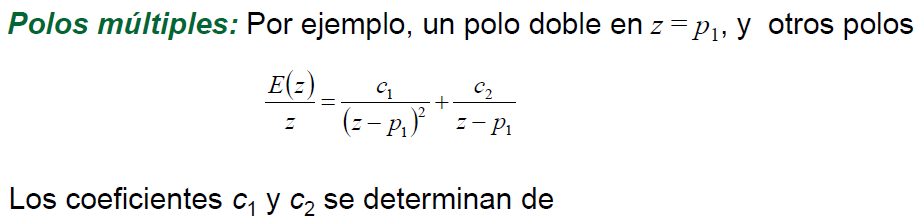 Polos múltiples: Por ejemplo, un polo doble en z = p₁, y otros polos
E(z)/z = c₁/(z − p₁)² + c₂/(z − p₁)
Los coeficientes c₁ y c₂ se determinan de